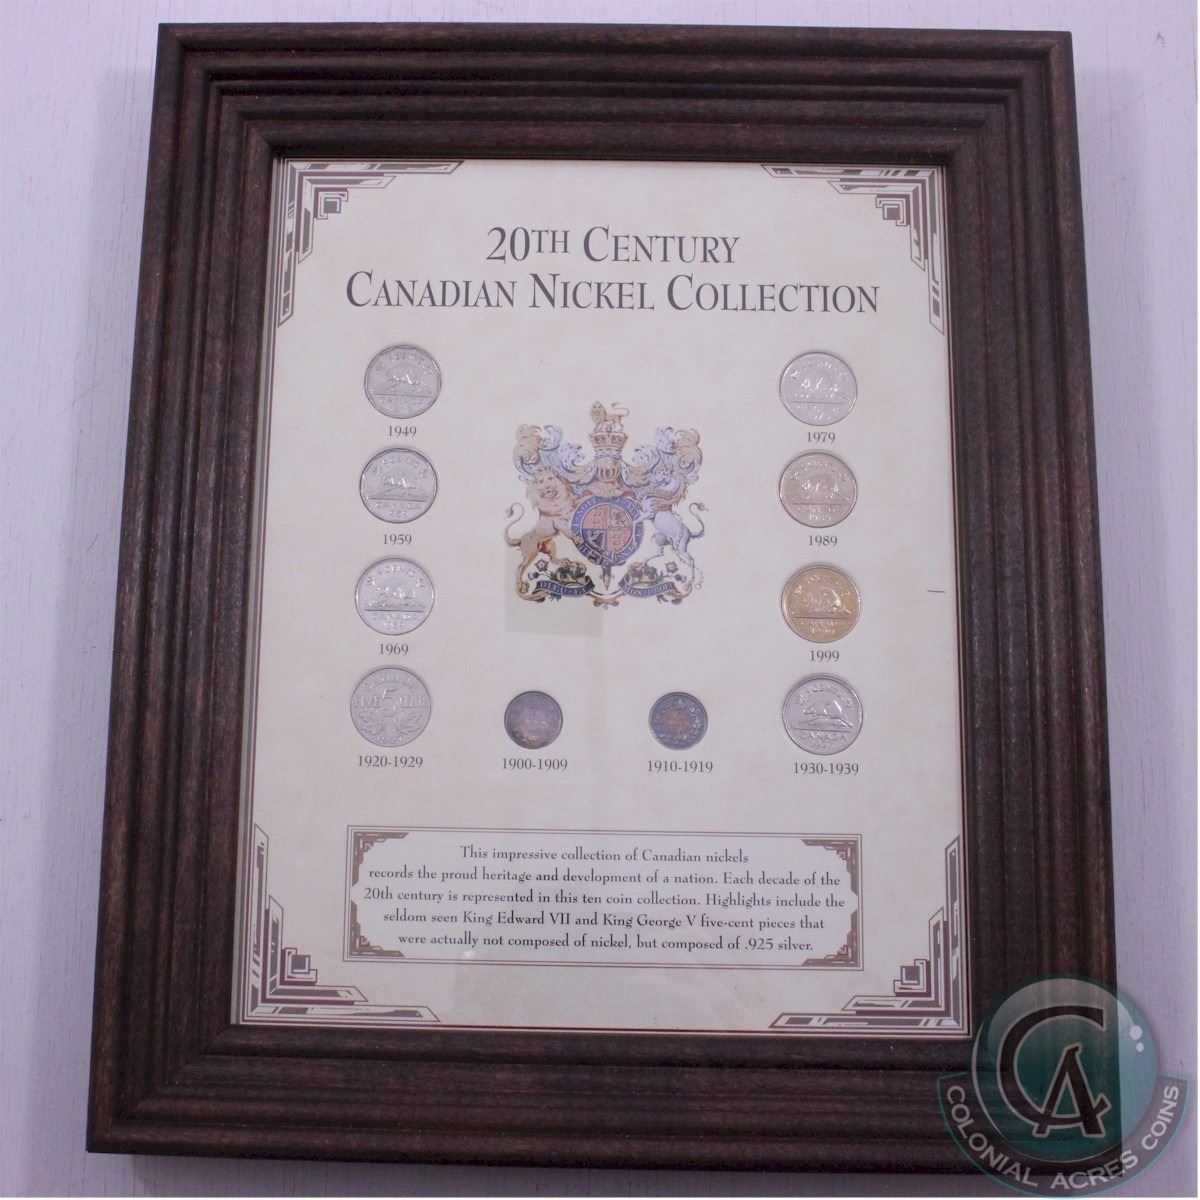 20TH CENTURY
CANADIAN NICKEL COLLECTION
1949
1979
1959
1989
1969
1999
1920-1929
1900-1909
1910-1919
1930-1939
This impressive collection of Canadian nickels
records the proud heritage and development of a nation. Each decade of the
20th century is represented in this ten coin collection. Highlights include the
seldom seen King Edward VII and King George V five-cent pieces that
were actually not composed of nickel, but composed of .925 silver.
CA
COLONIAL ACRES COINS